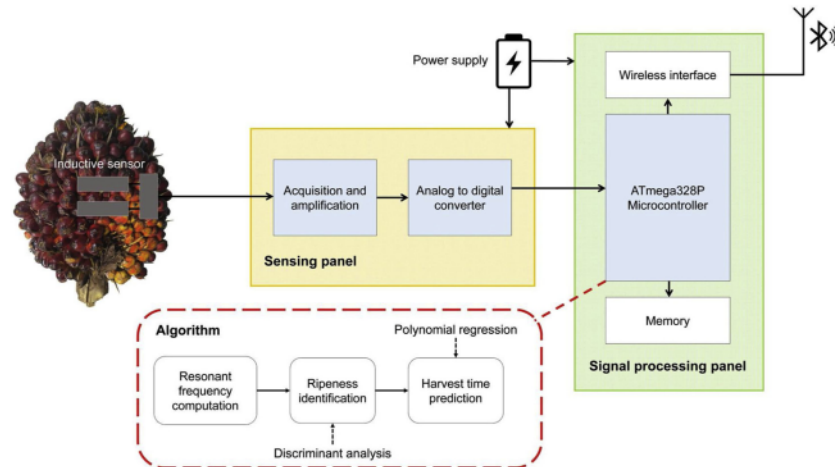 Power supply
Wireless interface
Inductive sensor
Acquisition and
amplification
Analog to digital
converter
ATmega328P
Microcontroller
Sensing panel
Memory
Signal processing panel
Algorithm
Polynomial regression
Resonant
frequency
computation
Ripeness
identification
Harvest time
prediction
Discriminant analysis